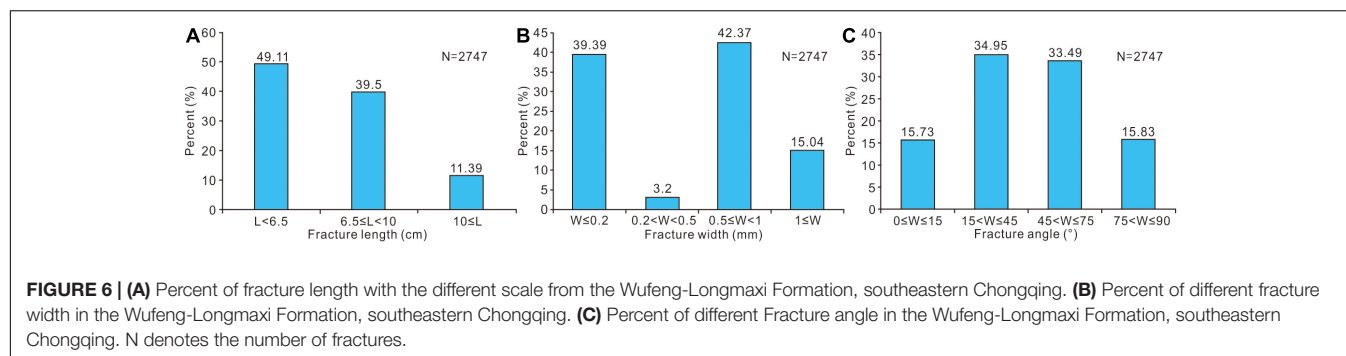 A
60
50
40
30
20
10
0
Percent (%)
49.11
39.5
11.39
N=2747
L<6.5 6.5≤L<10 10≤L
Fracture length (cm)
B
45
40
35
30
25
20
15
10
5
0
Percent (%)
39.39
3.2
42.37
15.04
N=2747
W≤0.2 0.2<W<0.5 0.5≤W<1 1≤W
Fracture width (mm)
C
40
35
30
25
20
15
10
5
0
Percent (%)
15.73
34.95
33.49
15.83
N=2747
0≤W≤15 15<W≤45 45<W≤75 75<W≤90
Fracture angle (°)
FIGURE 6 | (A) Percent of fracture length with the different scale from the Wufeng-Longmaxi Formation, southeastern Chongqing. (B) Percent of different fracture
width in the Wufeng-Longmaxi Formation, southeastern Chongqing. (C) Percent of different Fracture angle in the Wufeng-Longmaxi Formation, southeastern
Chongqing. N denotes the number of fractures.